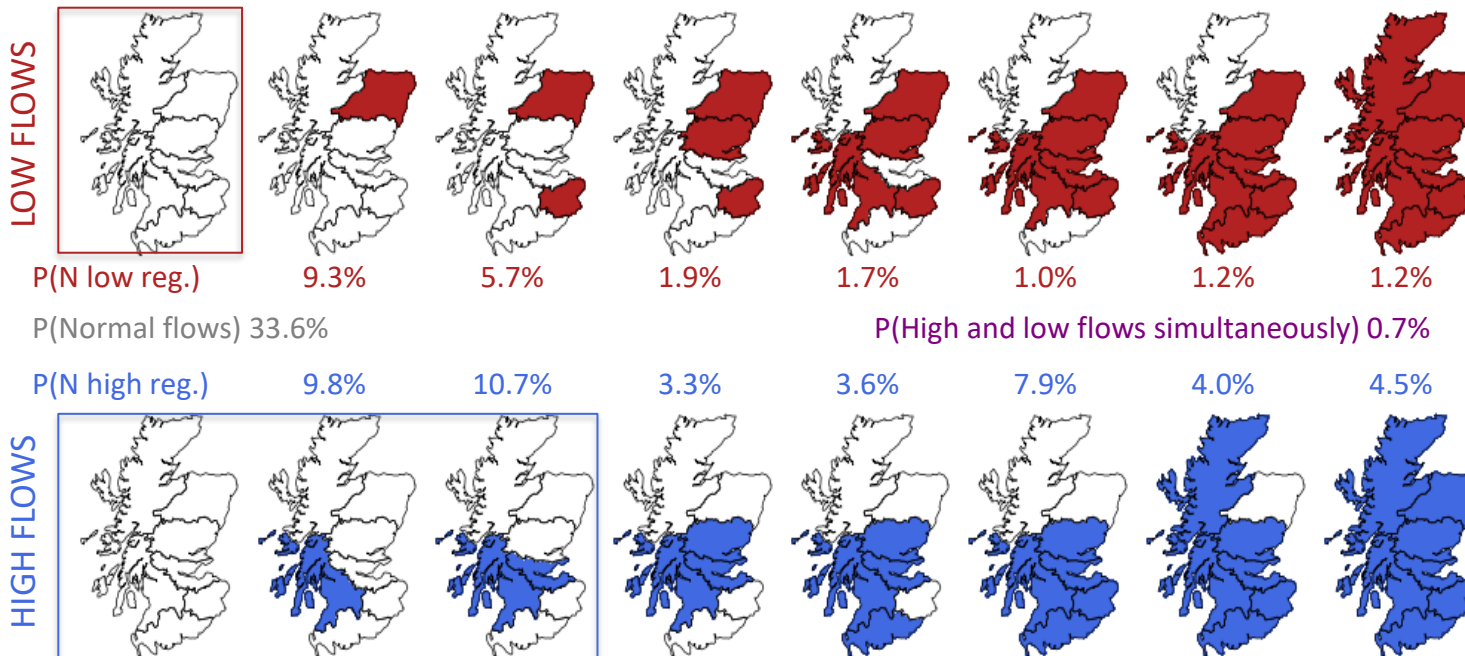 LOW FLOWS
P(N low reg.) 9.3% 5.7% 1.9% 1.7% 1.0% 1.2% 1.2%
P(Normal flows) 33.6% P(High and low flows simultaneously) 0.7%
P(N high reg.) 9.8% 10.7% 3.3% 3.6% 7.9% 4.0% 4.5%
HIGH FLOWS